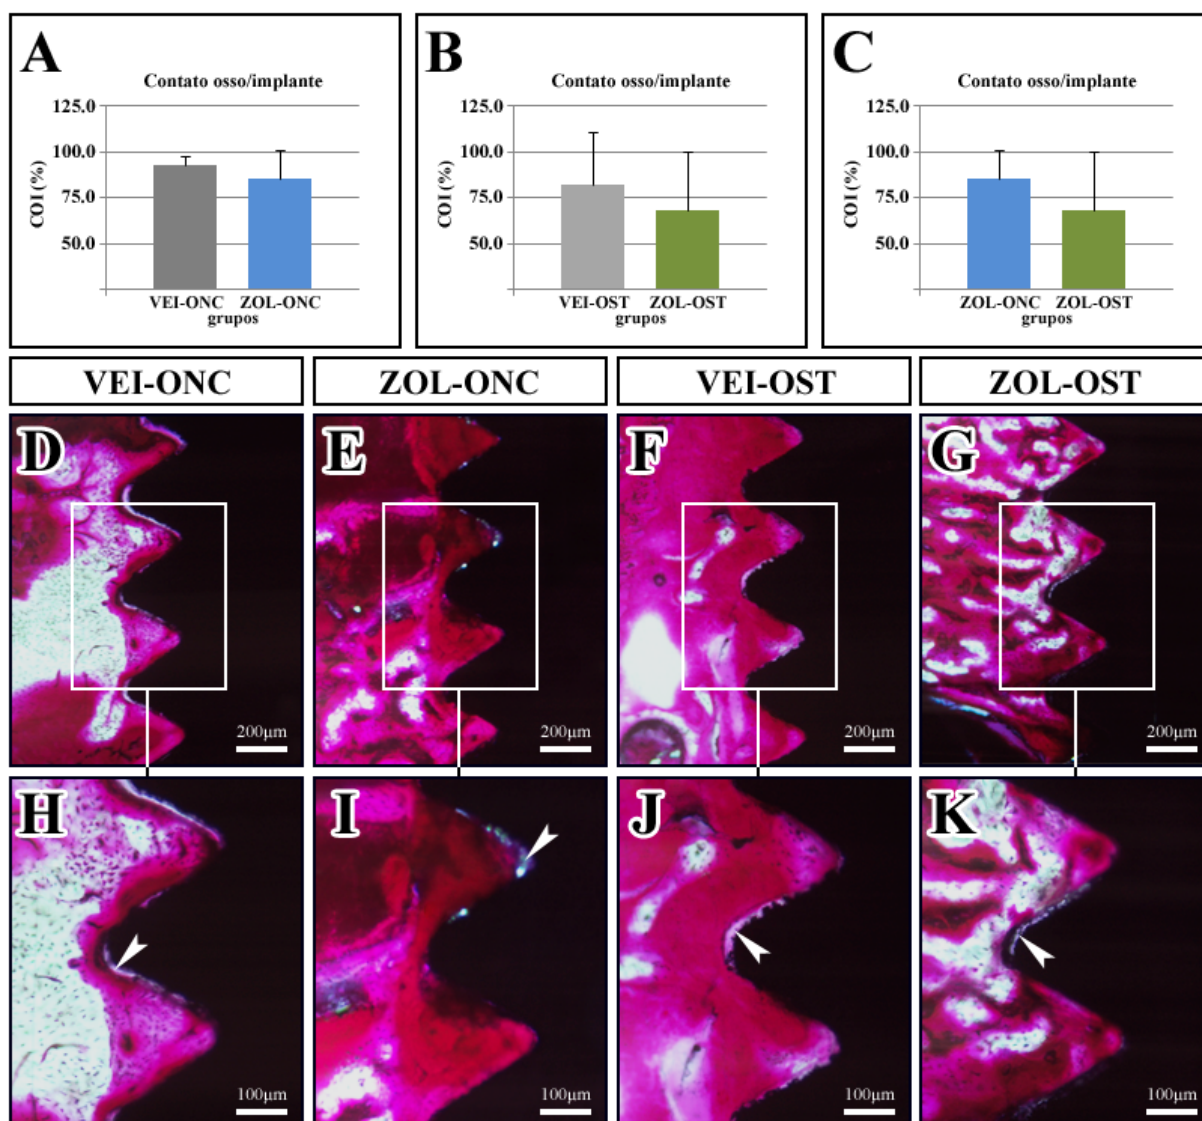 A
Contato osso/implante
125.0
100.0
75.0
50.0
COI (%)
VEI-ONC ZOL-ONC
grupos
B
Contato osso/implante
125.0
100.0
75.0
50.0
COI (%)
VEI-OST ZOL-OST
grupos
C
Contato osso/implante
125.0
100.0
75.0
50.0
COI (%)
ZOL-ONC ZOL-OST
grupos
VEI-ONC
ZOL-ONC
VEI-OST
ZOL-OST
D
200µm
E
200µm
F
200µm
G
200µm
H
100µm
I
100µm
J
100µm
K
100µm